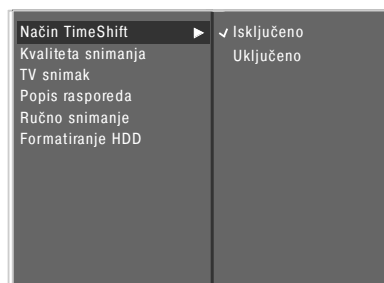 Način TimeShift
Kvaliteta snimanja
TV snimak
Popis rasporeda
Ručno snimanje
Formatiranje HDD
Isključeno
Uključeno